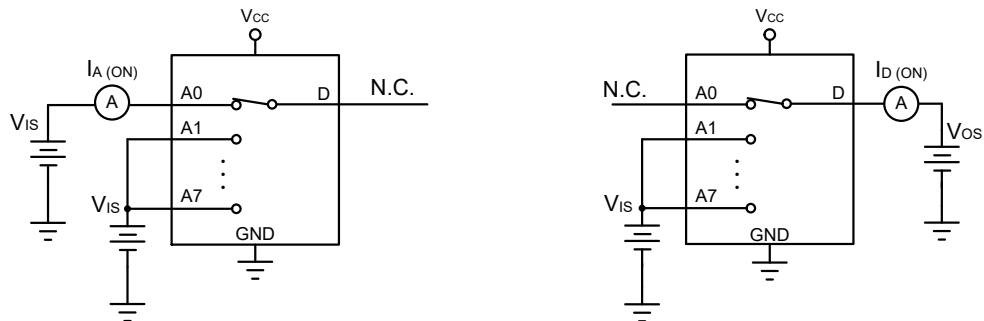 VCC
IA (ON)
A
A0
D
N.C.
VIS
A1
A7
VIS
GND
VCC
N.C.
A0
D
ID (ON)
A
VOS
A1
A7
VIS
GND